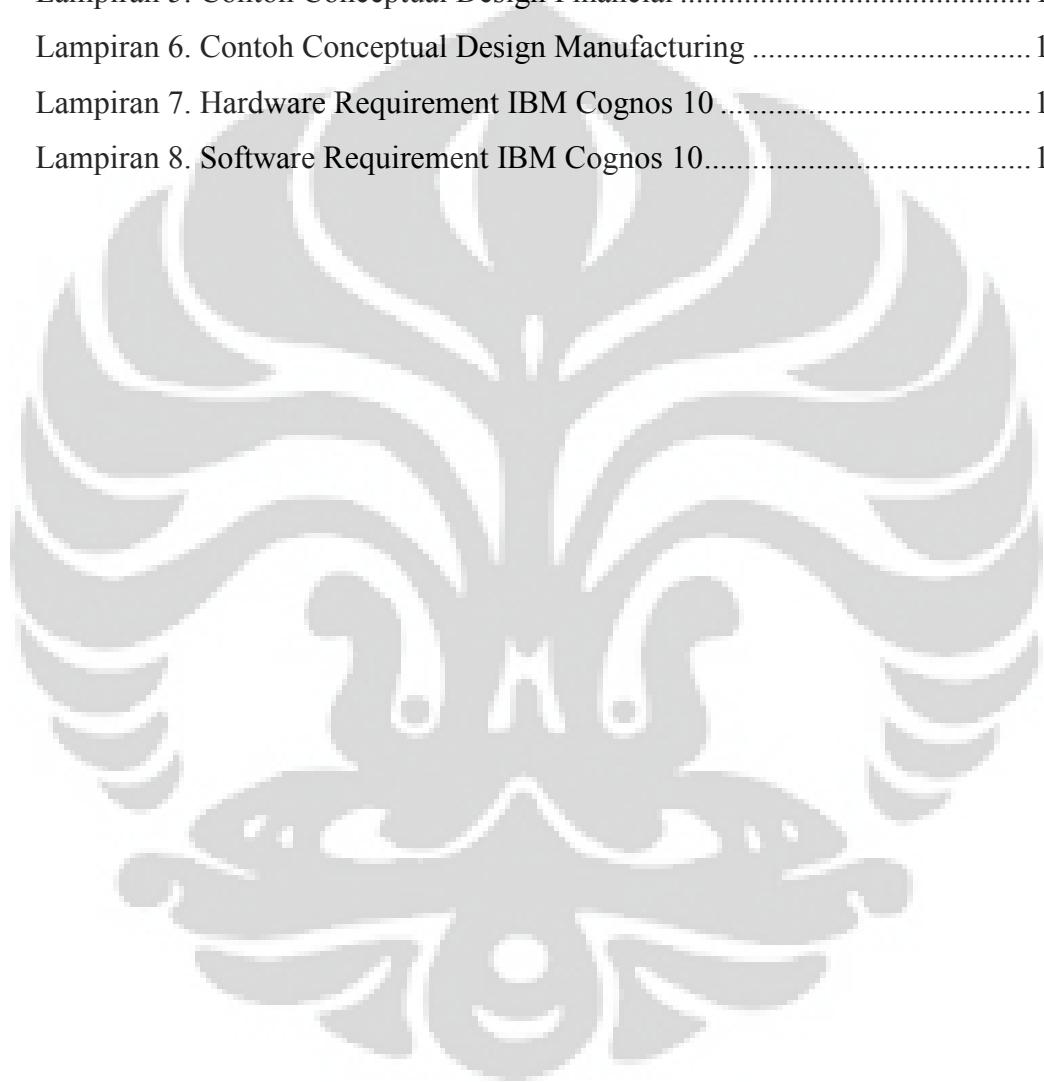 Lampiran 5. Contoh Conceptual Design Financial ........................................ 1
Lampiran 6. Contoh Conceptual Design Manufacturing ................................. 1
Lampiran 7. Hardware Requirement IBM Cognos 10 ..................................... 1
Lampiran 8. Software Requirement IBM Cognos 10....................................... 1